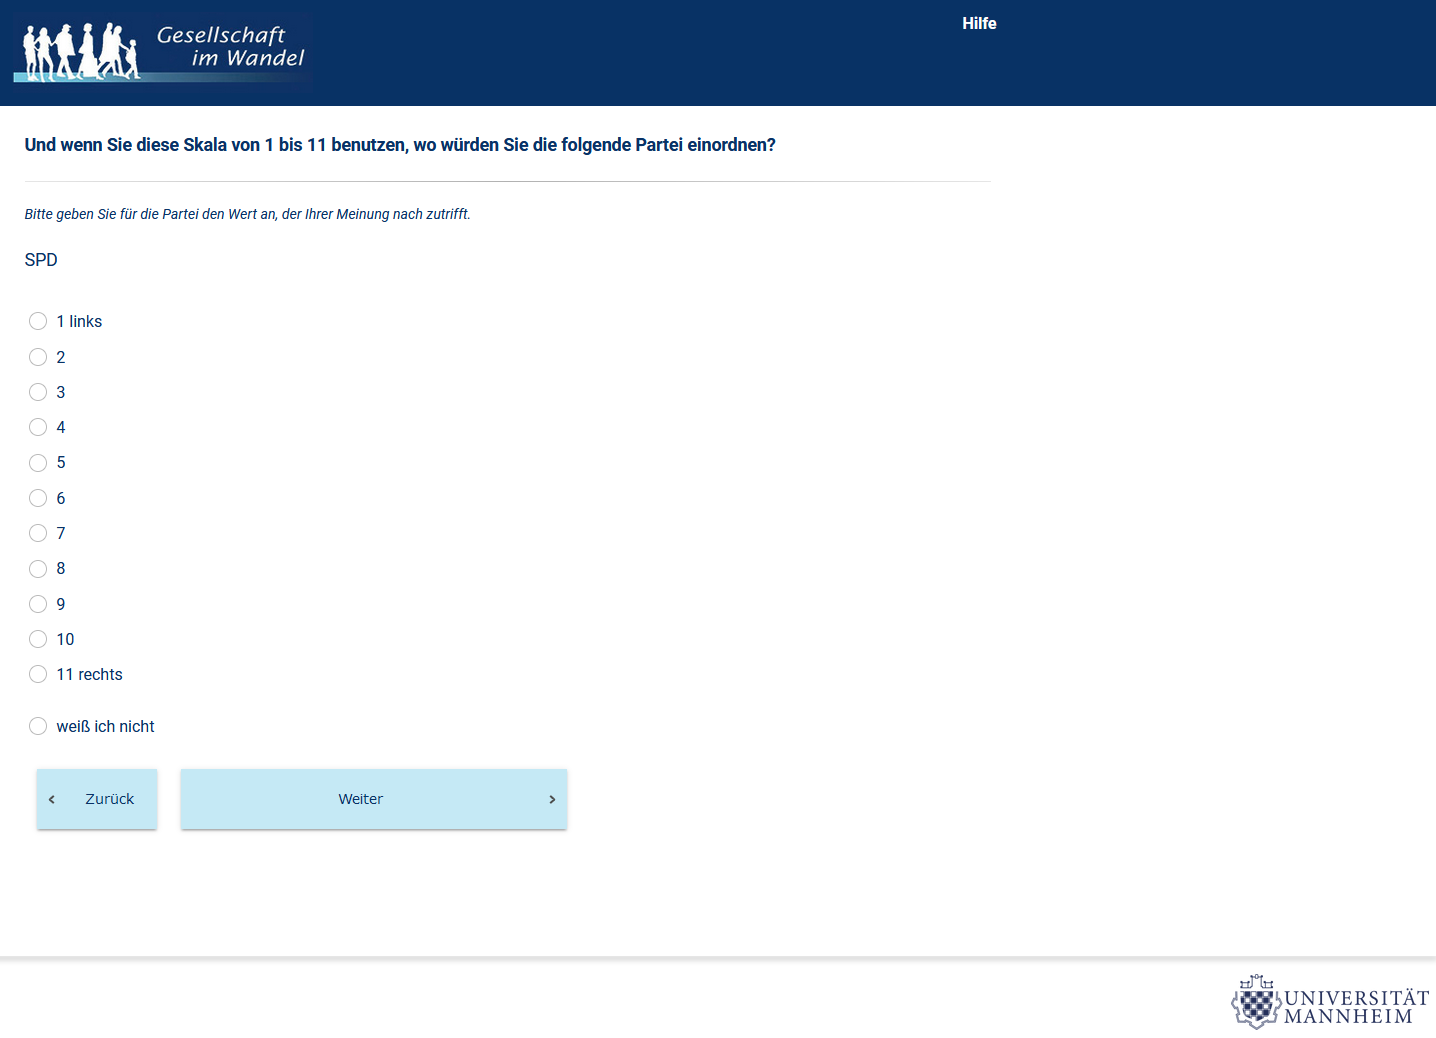 Gesellschaft
im Wandel
Hilfe
Und wenn Sie diese Skala von 1 bis 11 benutzen, wo würden Sie die folgende Partei einordnen?
Bitte geben Sie für die Partei den Wert an, der Ihrer Meinung nach zutrifft.
SPD
1 links
2
3
4
5
6
7
8
9
10
11 rechts
weiß ich nicht
Zurück
Weiter
UNIVERSITÄT
MANNHEIM